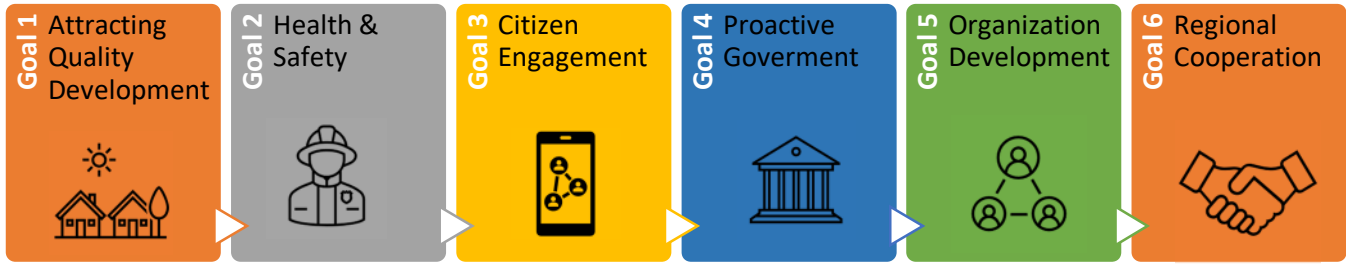 Goal 1
Attracting
Quality
Development
Goal 2
Health &
Safety
Goal 3
Citizen
Engagement
Goal 4
Proactive
Goverment
Goal 5
Organization
Development
Goal 6
Regional
Cooperation